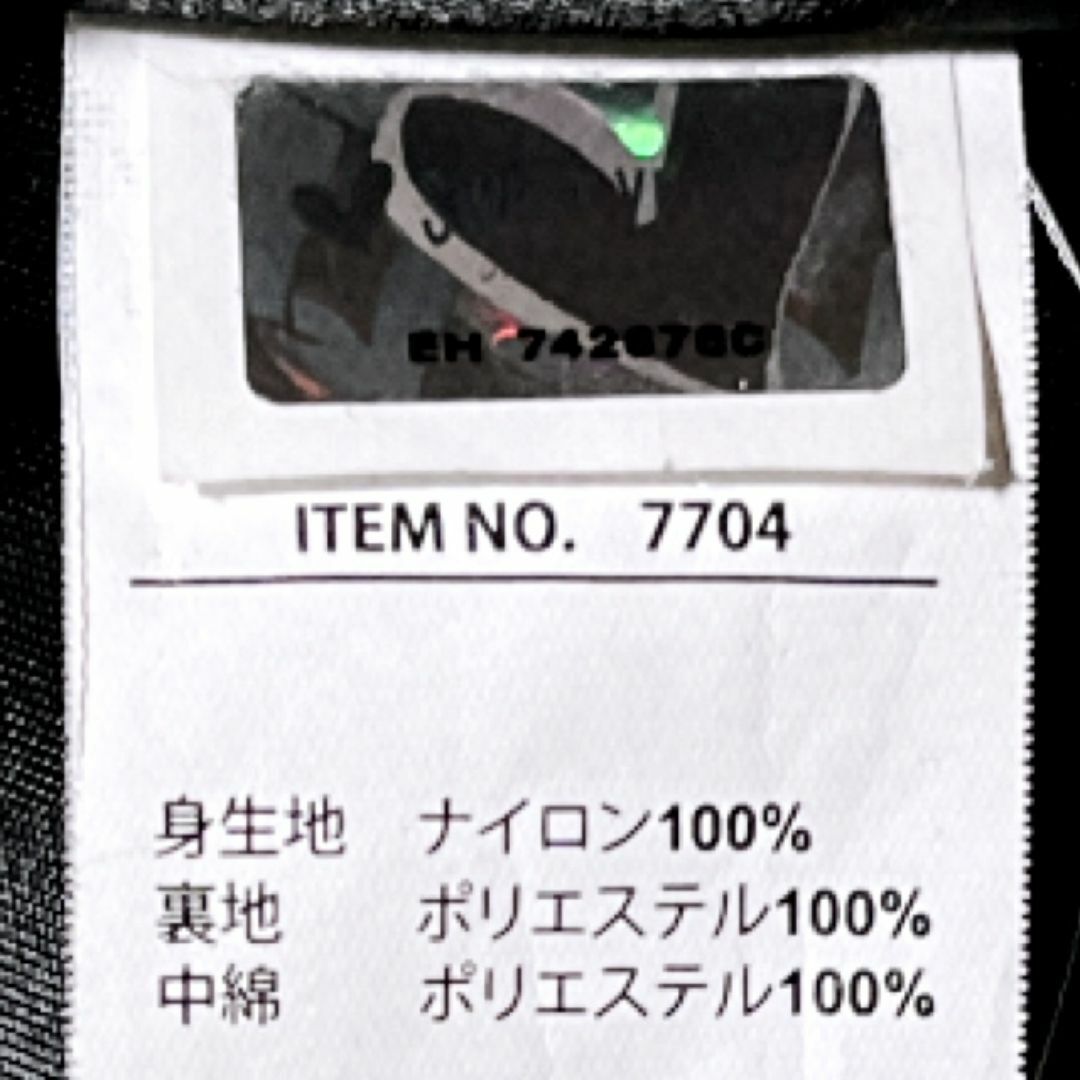 EH
ITEM NO. 7704
身生地 ナイロン100%
裏地 ポリエステル100%
中綿 ポリエステル100%